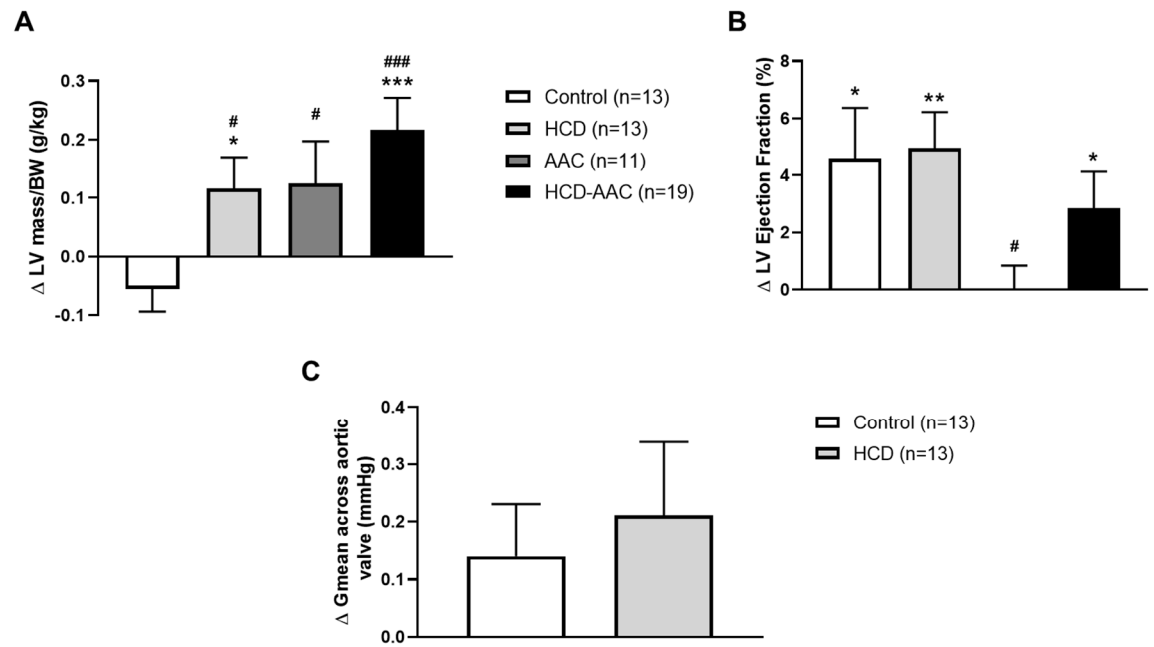 A
Δ LV mass/BW (g/kg)
0.3
0.2
0.1
0.0
-0.1
#
*
#
###
***
Control (n=13)
HCD (n=13)
AAC (n=11)
HCD-AAC (n=19)
B
Δ LV Ejection Fraction (%)
8
6
4
2
0
*
**
#
*
C
Δ Gmean across aortic
valve (mmHg)
0.4
0.3
0.2
0.1
0.0
Control (n=13)
HCD (n=13)